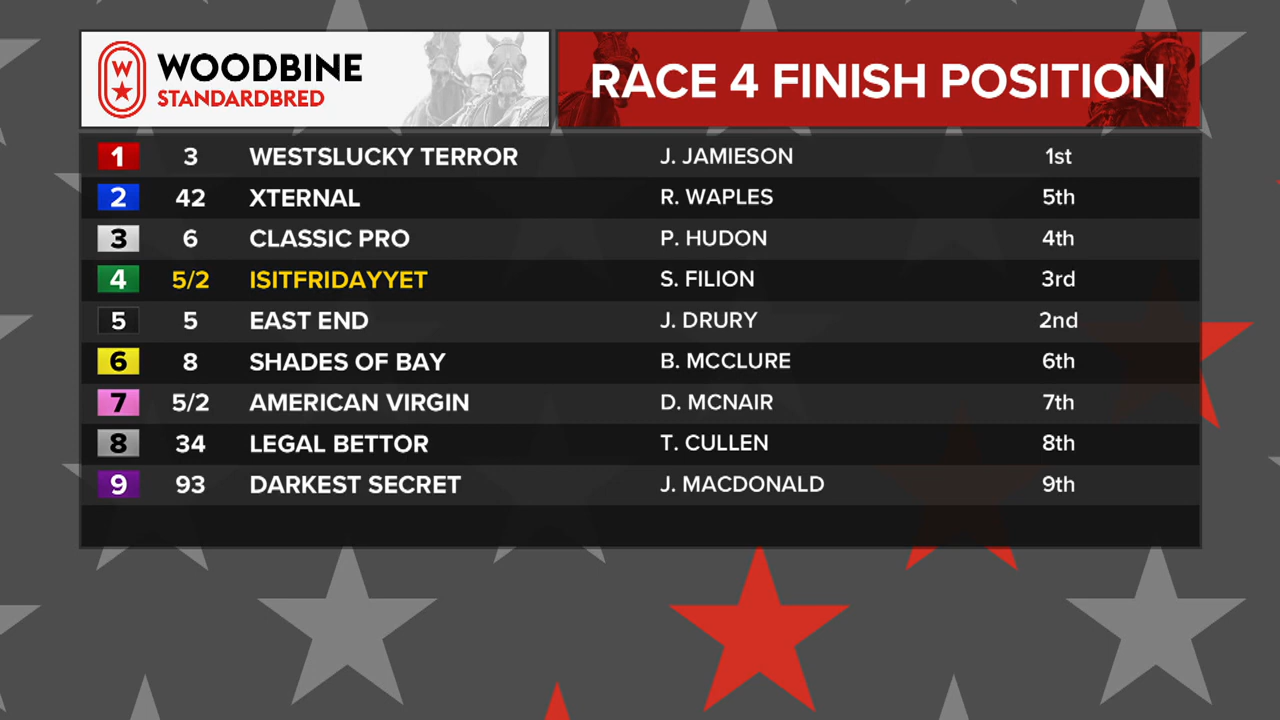 W
WOODBINE
STANDARDBRED
RACE 4 FINISH POSITION
1 3 WESTSLUCKY TERROR J. JAMIESON 1st
2 42 XTERNAL R. WAPLES 5th
3 6 CLASSIC PRO P. HUDON 4th
4 5/2 ISITFRIDAYYET S. FILION 3rd
5 5 EAST END J. DRURY 2nd
6 8 SHADES OF BAY B. MCCLURE 6th
7 5/2 AMERICAN VIRGIN D. MCNAIR 7th
8 34 LEGAL BETTOR T. CULLEN 8th
9 93 DARKEST SECRET J. MACDONALD 9th